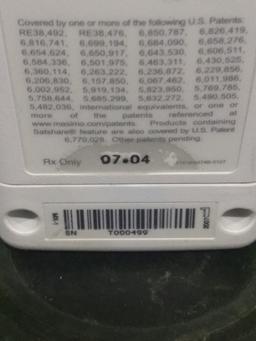 Covered by one or more of the following U.S. Patents:
RE38,492, RE38,476, 6,850,787, 6,826,419,
6,816,741, 6,699,194, 6,684,090, 6,658,276,
6,654,624, 6,650,917, 6,643,530, 6,606,511,
6,584,336, 6,501,975, 6,463,311, 6,430,525,
6,360,114, 6,263,222, 6,236,872, 6,229,856,
6,206,830, 6,157,850, 6,067,462, 6,011,986,
6,002,952, 5,919,134, 5,823,950, 5,769,785,
5,758,644, 5,685,299, 5,632,272, 5,490,505,
5,482,036, international equivalents, or one or
more of the patents referenced at
www.masimo.com/patents. Products containing
Satshare® feature are also covered by U.S. Patent
6,770,028. Other patents pending.
Rx Only 07•04
MR-1
SN T000499